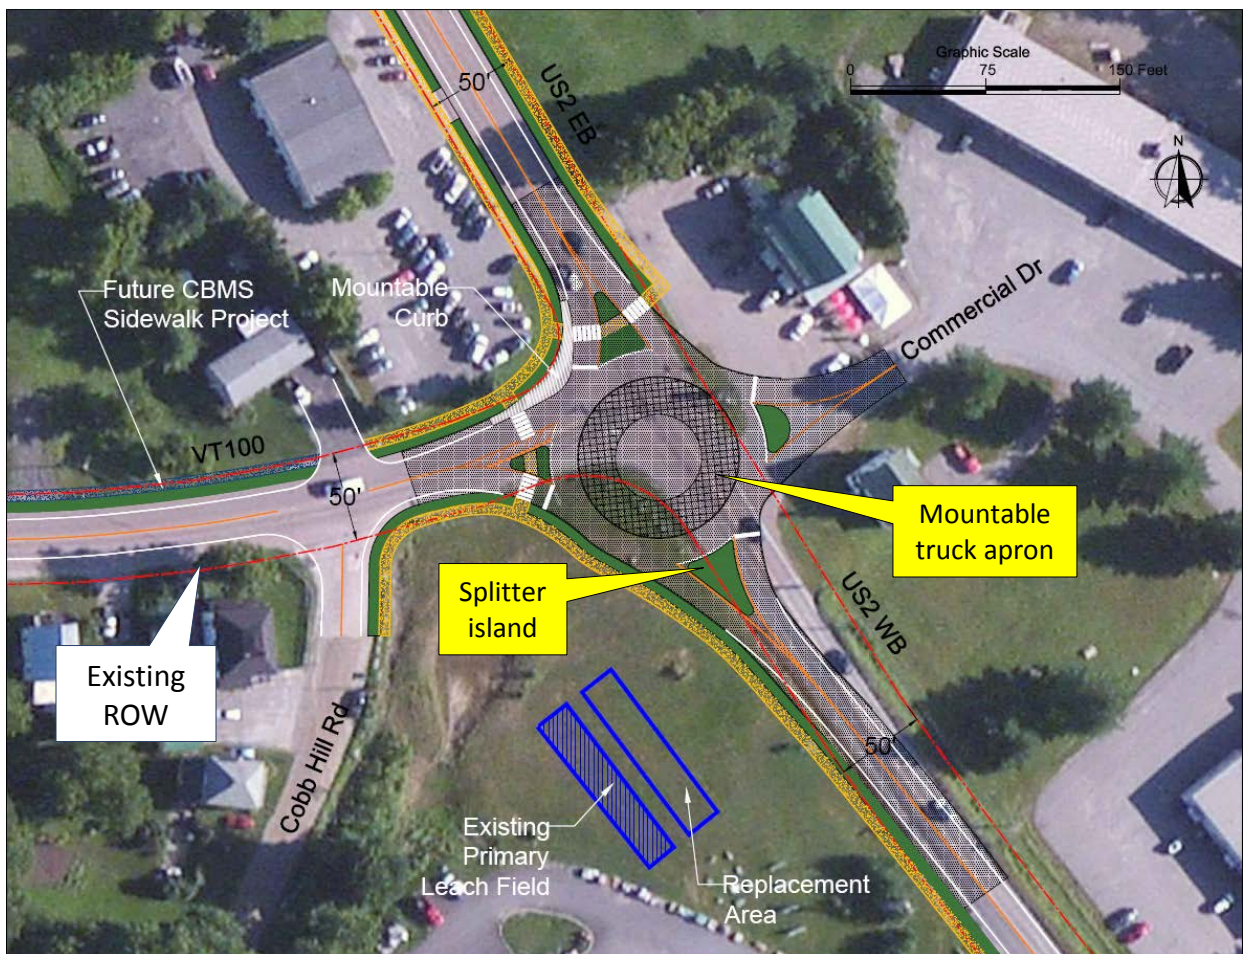 Graphic Scale
0
75
150 Feet
N
50'
US2 EB
Future CBMS
Sidewalk Project
Mountable
Curb
Commercial Dr
VT100
50'
Mountable
truck apron
Splitter
island
US2 WB
Existing
ROW
50'
Cobb Hill Rd
Existing
Primary
Leach Field
Replacement
Area